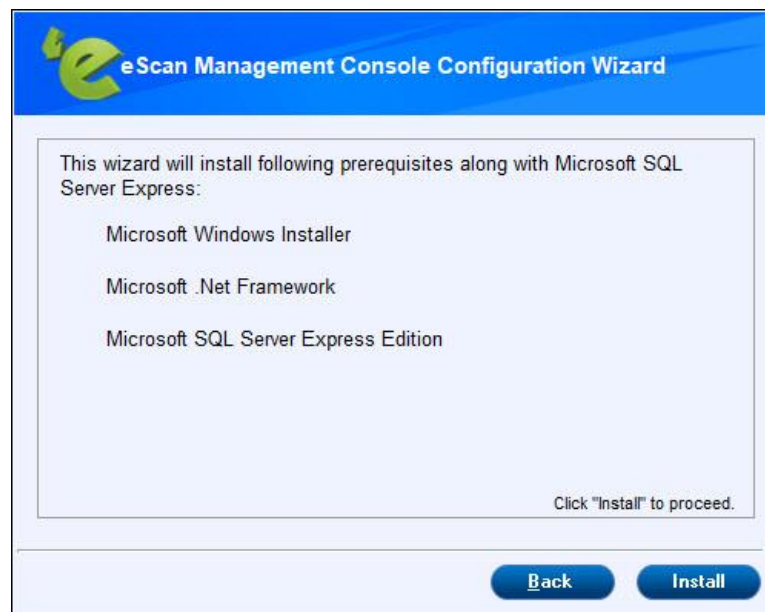 eScan Management Console Configuration Wizard
This wizard will install following prerequisites along with Microsoft SQL
Server Express:
Microsoft Windows Installer
Microsoft .Net Framework
Microsoft SQL Server Express Edition
Click "Install" to proceed.
Back
Install